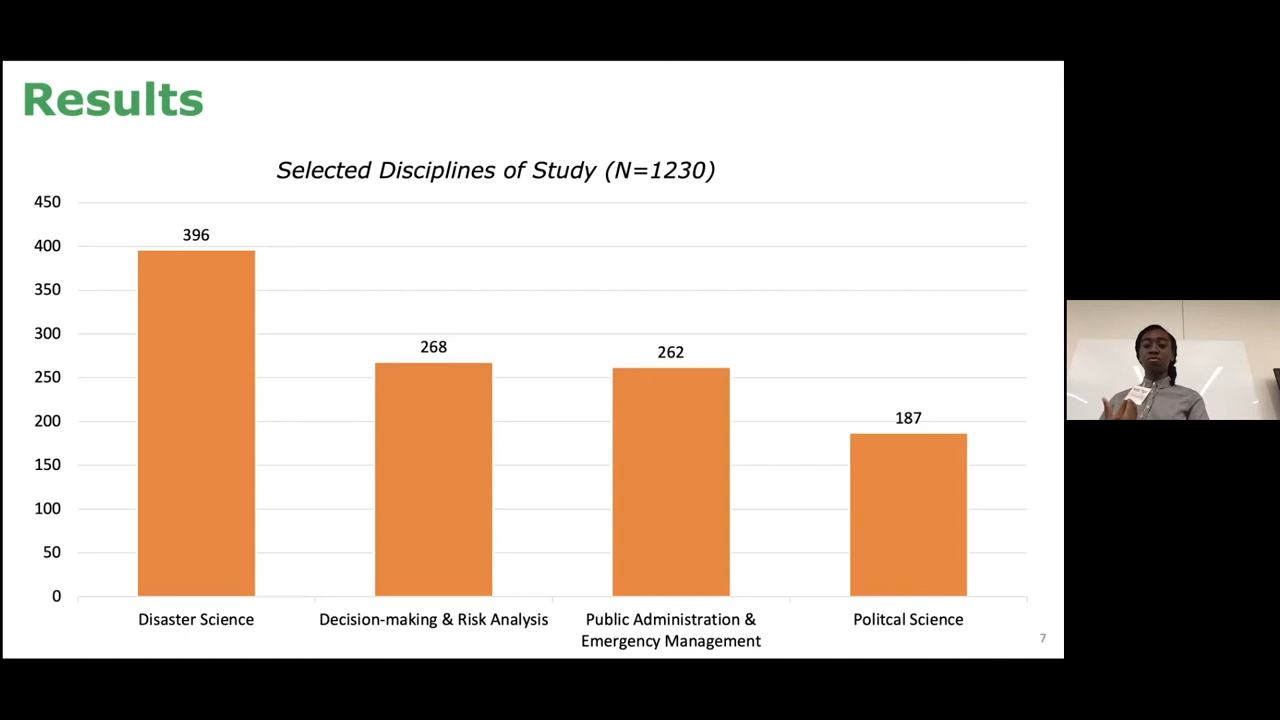 Results
Selected Disciplines of Study (N=1230)
450
400
350
300
250
200
150
100
50
0
396
268
262
187
Disaster Science
Decision-making & Risk Analysis
Public Administration &
Emergency Management
Politcal Science
7